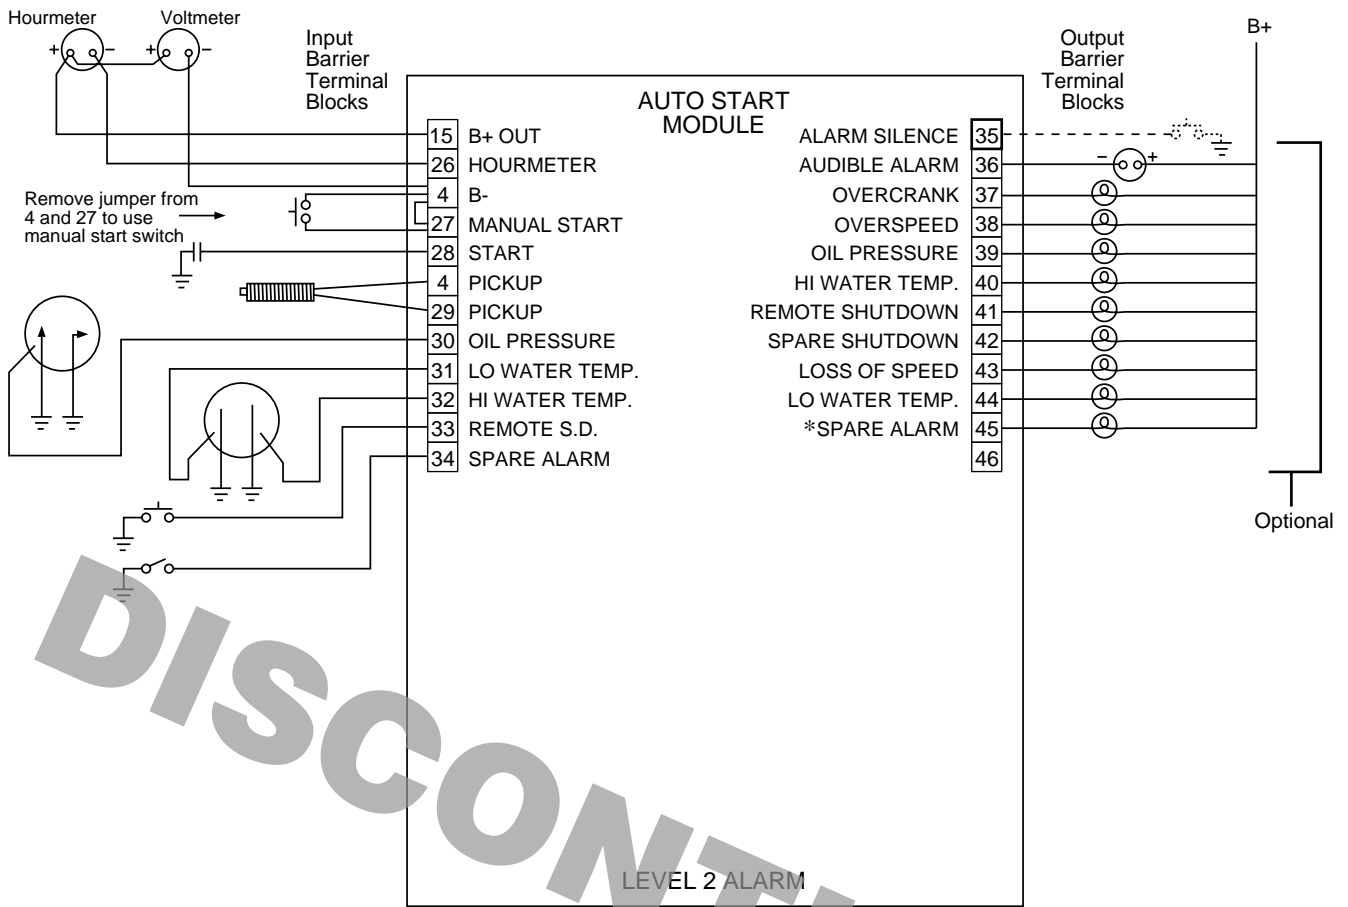 Hourmeter
Voltmeter
+
-
+
-
Input
Barrier
Terminal
Blocks
Remove jumper from
4 and 27 to use
manual start switch
AUTO START
MODULE
15 B+ OUT
26 HOURMETER
4 B-
27 MANUAL START
28 START
4 PICKUP
29 PICKUP
30 OIL PRESSURE
31 LO WATER TEMP.
32 HI WATER TEMP.
33 REMOTE S.D.
34 SPARE ALARM
Output
Barrier
Terminal
Blocks
B+
ALARM SILENCE 35
AUDIBLE ALARM 36
- +
OVERCRANK 37
OVERSPEED 38
OIL PRESSURE 39
HI WATER TEMP. 40
REMOTE SHUTDOWN 41
SPARE SHUTDOWN 42
LOSS OF SPEED 43
LO WATER TEMP. 44
*SPARE ALARM 45
46
Optional
LEVEL 2 ALARM